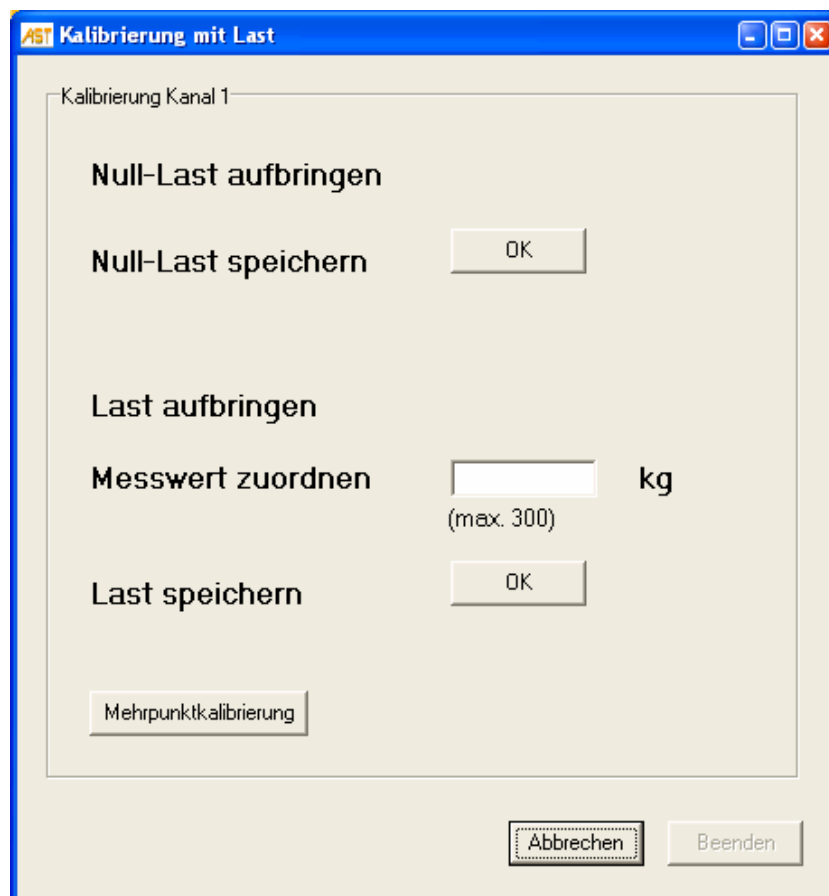 AST Kalibrierung mit Last
Kalibrierung Kanal 1
Null-Last aufbringen
Null-Last speichern OK
Last aufbringen
Messwert zuordnen kg
(max. 300)
Last speichern OK
Mehrpunktkalibrierung
Abbrechen Beenden